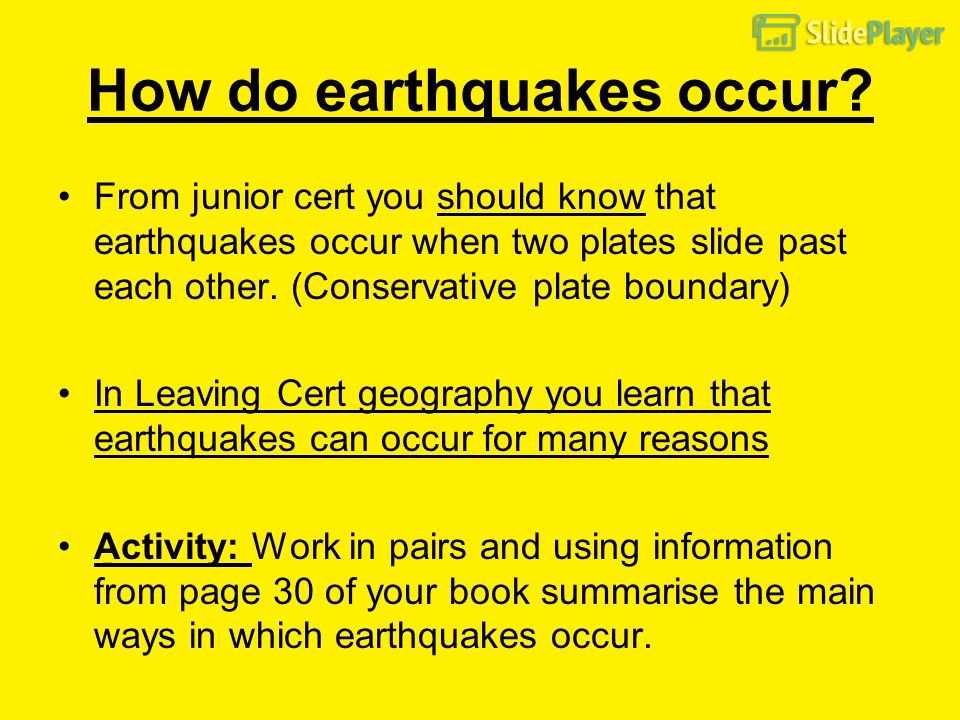 SlidePlayer
How do earthquakes occur?
• From junior cert you should know that
earthquakes occur when two plates slide past
each other. (Conservative plate boundary)
• In Leaving Cert geography you learn that
earthquakes can occur for many reasons
• Activity: Work in pairs and using information
from page 30 of your book summarise the main
ways in which earthquakes occur.